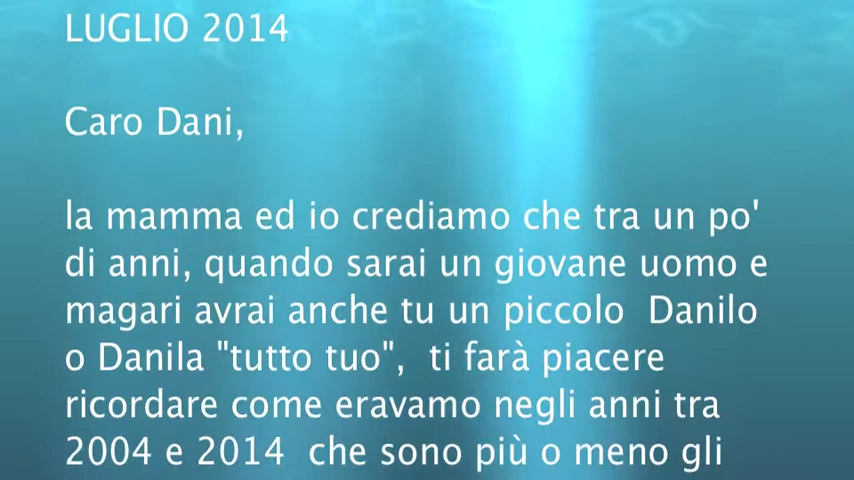 LUGLIO 2014
Caro Dani,
la mamma ed io crediamo che tra un po'
di anni, quando sarai un giovane uomo e
magari avrai anche tu un piccolo  Danilo
o Danila "tutto tuo",  ti farà piacere
ricordare come eravamo negli anni tra
2004 e 2014  che sono più o meno gli